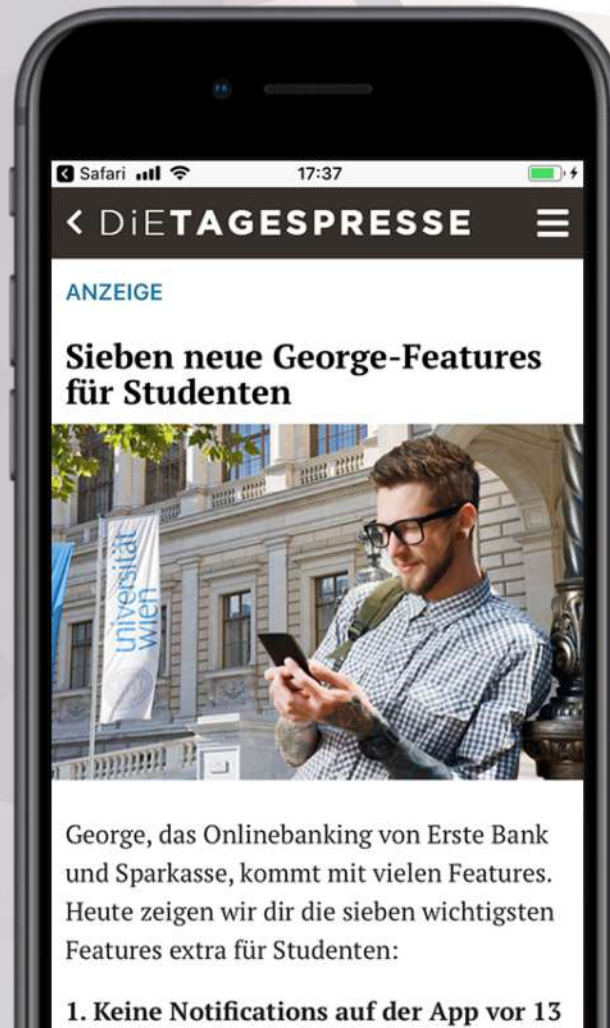 Safari 17:37
DiETAGESPRESSE
ANZEIGE
Sieben neue George-Features
für Studenten
universität
wien
George, das Onlinebanking von Erste Bank
und Sparkasse, kommt mit vielen Features.
Heute zeigen wir dir die sieben wichtigsten
Features extra für Studenten:
1. Keine Notifications auf der App vor 13